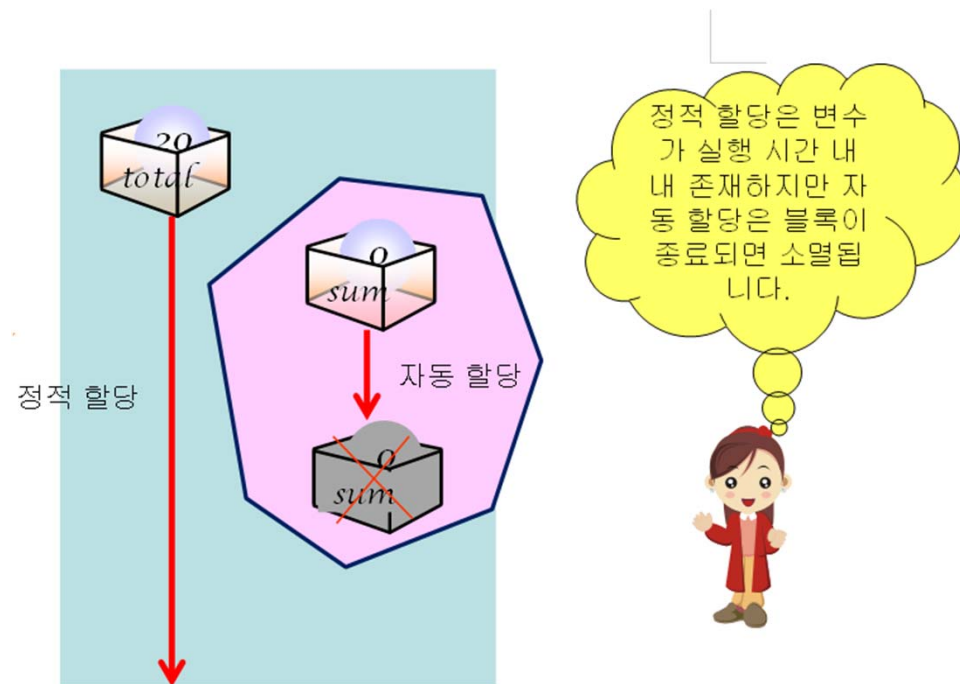 20
total
0
sum
정적 할당
자동 할당
0
sum
정적 할당은 변수
가 실행 시간 내
내 존재하지만 자
동 할당은 블록이
종료되면 소멸됩
니다.